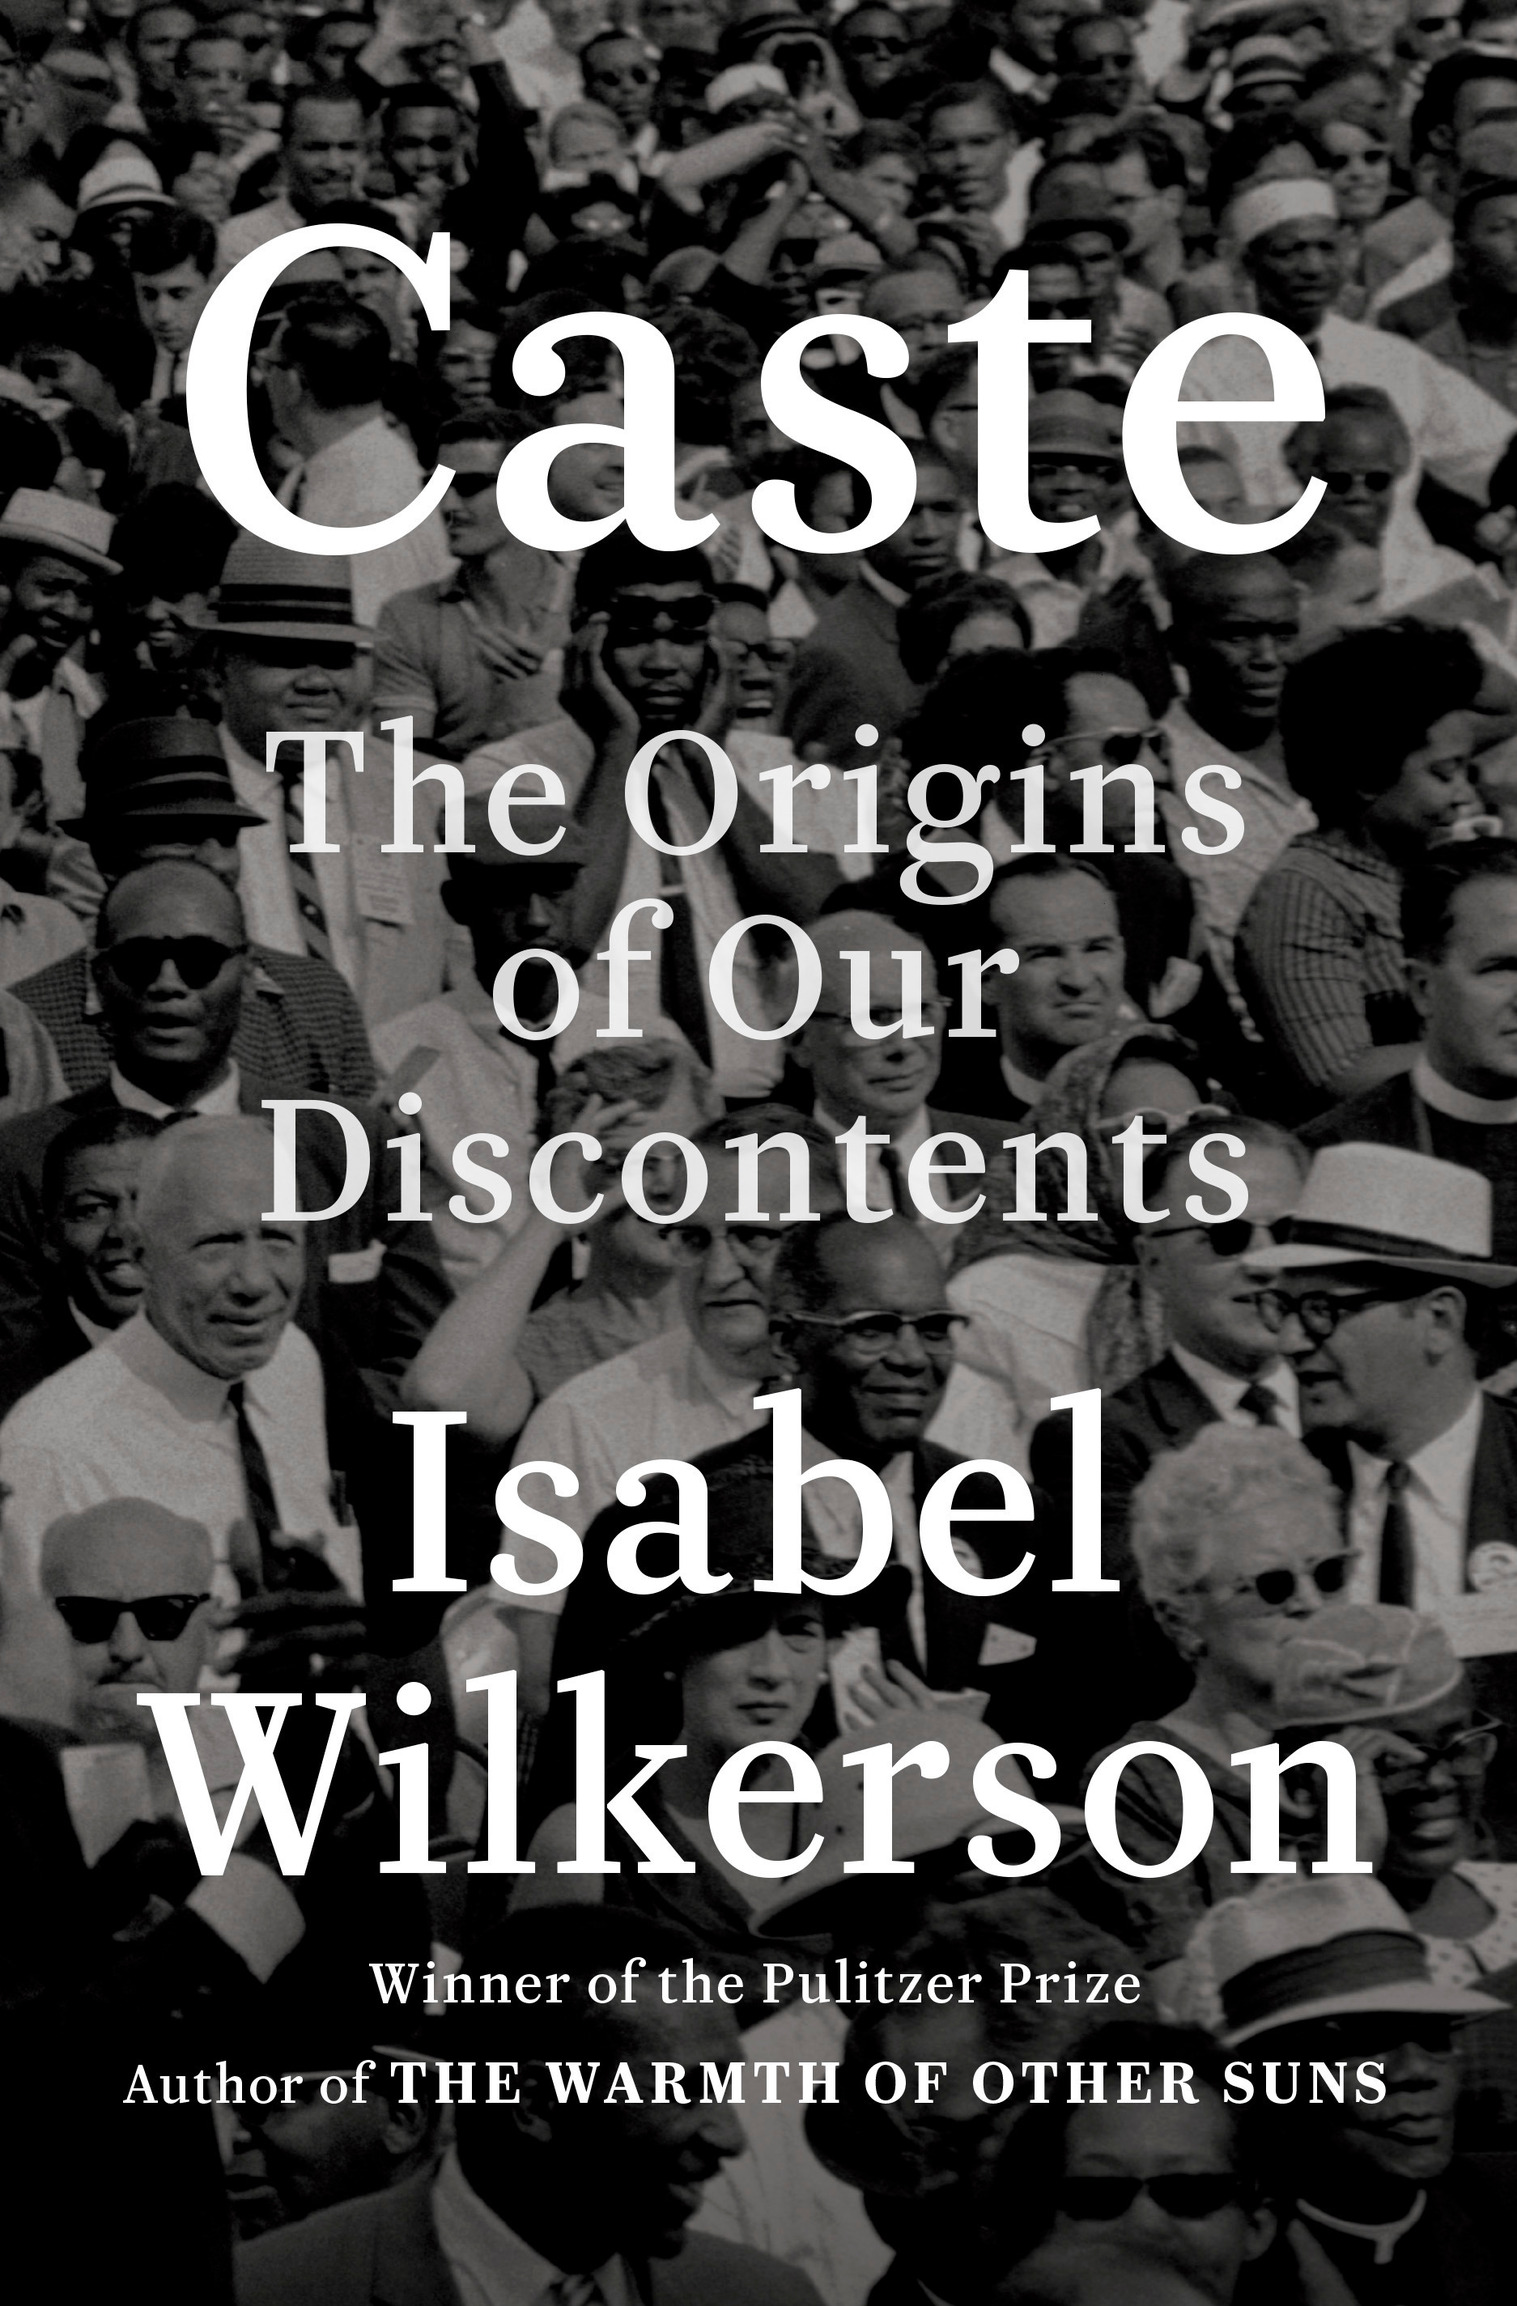 Caste
The Origins
of Our
Discontents
Isabel
Wilkerson
Winner of the Pulitzer Prize
Author of THE WARMTH OF OTHER SUNS